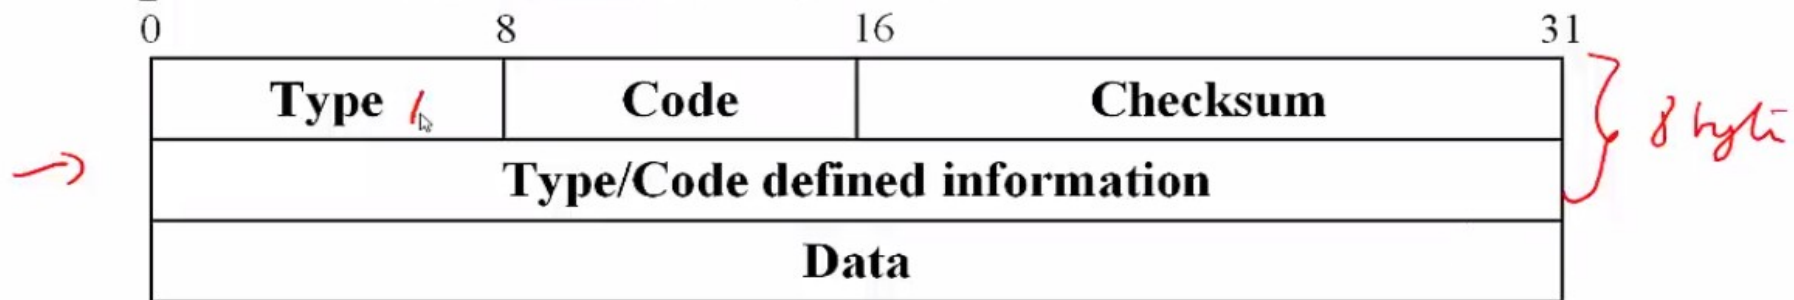 0 8 16 31
Type Code Checksum
8 byte
Type/Code defined information
Data